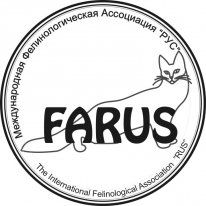 Международная Фелинологическая Ассоциация "РУС"
FARUS
The International Felinological Association "RUS"